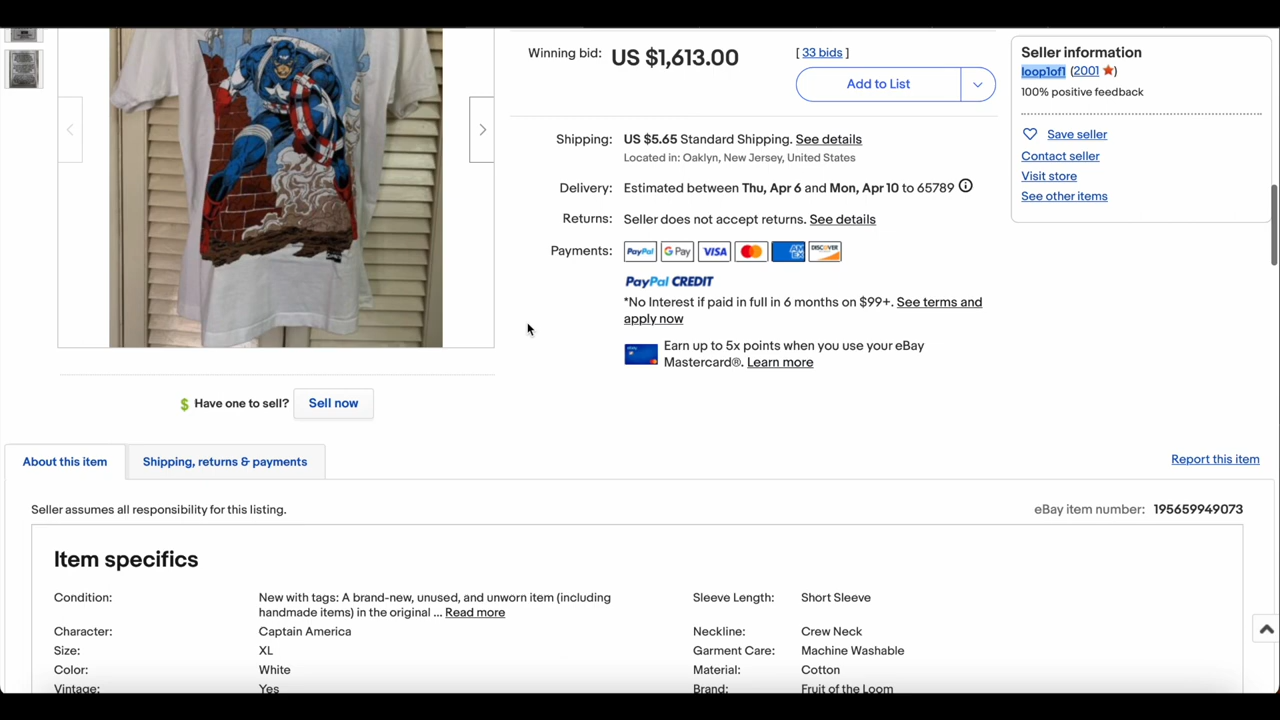 Winning bid: US $1,613.00 [ 33 bids ]
Add to List
Shipping: US $5.65 Standard Shipping. See details
Located in: Oaklyn, New Jersey, United States
Delivery: Estimated between Thu, Apr 6 and Mon, Apr 10 to 65789
Returns: Seller does not accept returns. See details
Payments: PayPal G Pay VISA AM EX DISCOVER
PayPal CREDIT
*No Interest if paid in full in 6 months on $99+. See terms and
apply now
Earn up to 5x points when you use your eBay
Mastercard®. Learn more
Seller information
loop1of1 (2001)
100% positive feedback
Save seller
Contact seller
Visit store
See other items
Have one to sell? Sell now
About this item
Shipping, returns & payments
Report this item
Seller assumes all responsibility for this listing.
eBay item number: 195659949073
Item specifics
Condition: New with tags: A brand-new, unused, and unworn item (including
handmade items) in the original ... Read more
Character: Captain America
Size: XL
Color: White
Vintage: Yes
Sleeve Length: Short Sleeve
Neckline: Crew Neck
Garment Care: Machine Washable
Material: Cotton
Brand: Fruit of the Loom